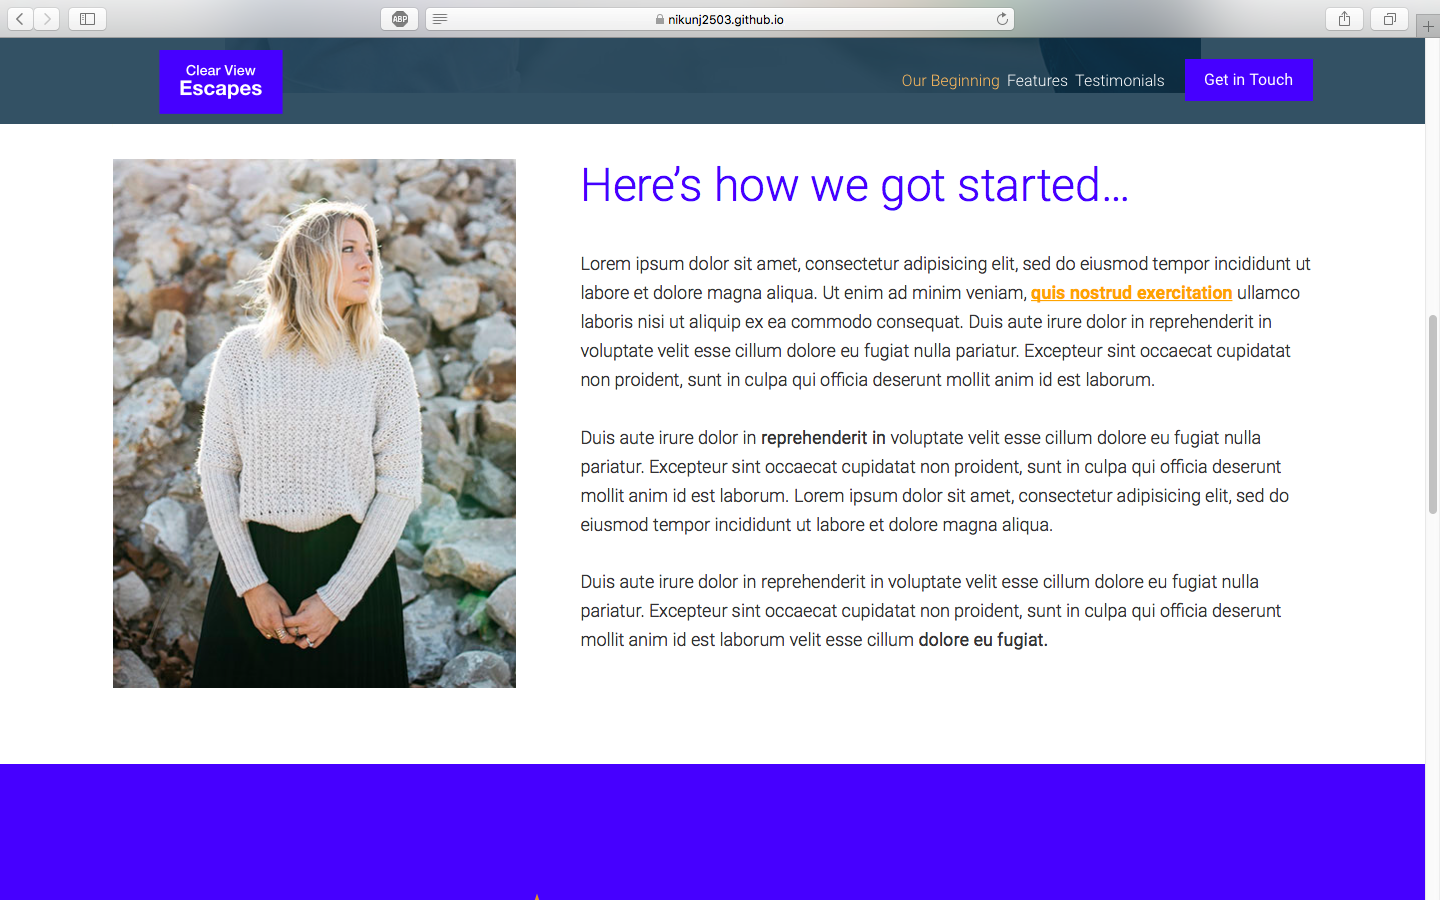 ABP
nikunj2503.github.io
Clear View
Escapes
Our Beginning Features Testimonials Get in Touch
Here’s how we got started…
Lorem ipsum dolor sit amet, consectetur adipisicing elit, sed do eiusmod tempor incididunt ut
labore et dolore magna aliqua. Ut enim ad minim veniam, quis nostrud exercitation ullamco
laboris nisi ut aliquip ex ea commodo consequat. Duis aute irure dolor in reprehenderit in
voluptate velit esse cillum dolore eu fugiat nulla pariatur. Excepteur sint occaecat cupidatat
non proident, sunt in culpa qui officia deserunt mollit anim id est laborum.
Duis aute irure dolor in reprehenderit in voluptate velit esse cillum dolore eu fugiat nulla
pariatur. Excepteur sint occaecat cupidatat non proident, sunt in culpa qui officia deserunt
mollit anim id est laborum. Lorem ipsum dolor sit amet, consectetur adipisicing elit, sed do
eiusmod tempor incididunt ut labore et dolore magna aliqua.
Duis aute irure dolor in reprehenderit in voluptate velit esse cillum dolore eu fugiat nulla
pariatur. Excepteur sint occaecat cupidatat non proident, sunt in culpa qui officia deserunt
mollit anim id est laborum velit esse cillum dolore eu fugiat.